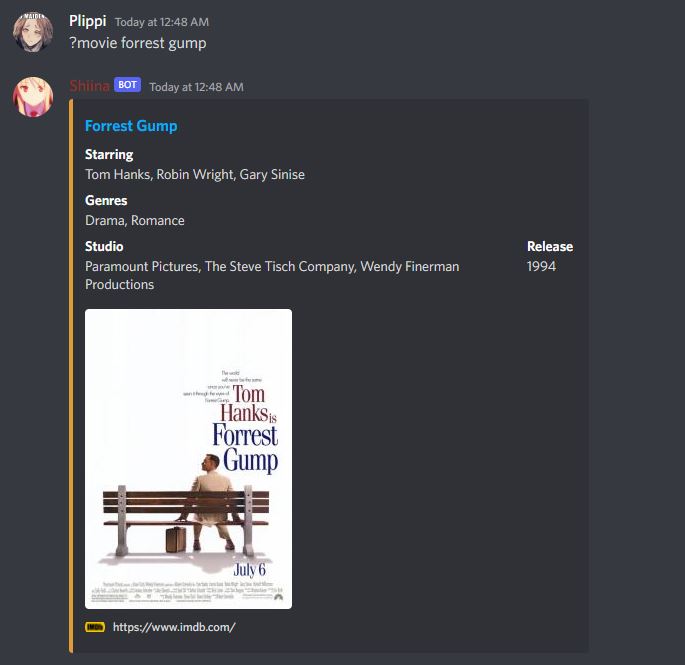 MAIDEN
Plippi Today at 12:48 AM
?movie forrest gump
Shiina BOT Today at 12:48 AM
Forrest Gump
Starring
Tom Hanks, Robin Wright, Gary Sinise
Genres
Drama, Romance
Studio Release
Paramount Pictures, The Steve Tisch Company, Wendy Finerman 1994
Productions
The world
will never be the same
once you've
seen it through the eyes of
Forrest Gump.
Tom
Hanks is
Forrest
Gump
July 6
IMDb https://www.imdb.com/